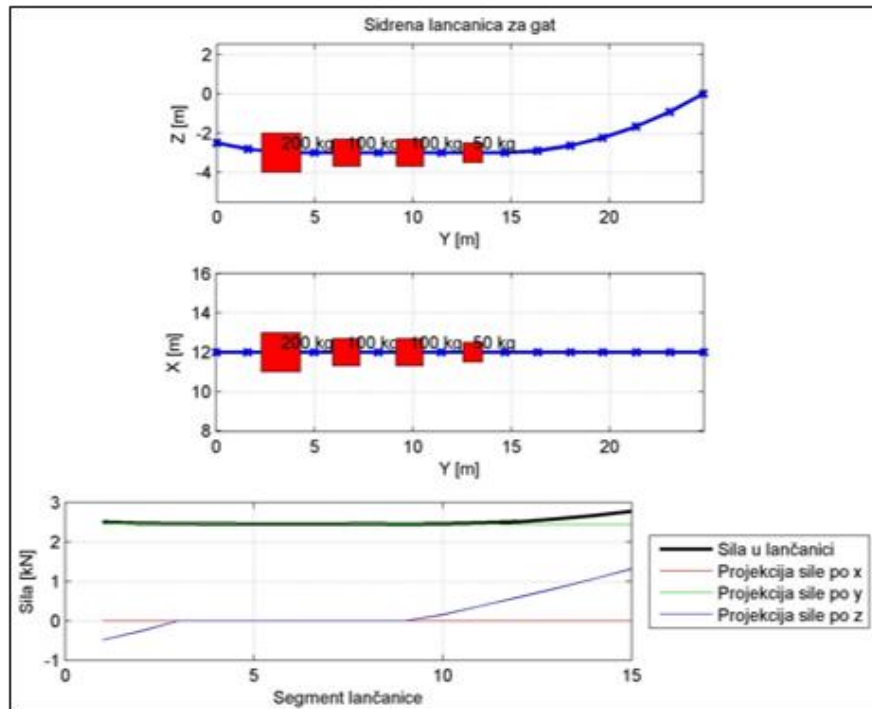 Sidrena lancanica za gat
Z [m]
2
0
-2
-4
200 kg 100 kg 100 kg 50 kg
0 5 10 15 20
Y [m]
X [m]
16
14
12
10
8
200 kg 100 kg 100 kg 50 kg
0 5 10 15 20
Y [m]
Sila [kN]
3
2
1
0
-1
0 5 10 15
Segment lančanice
Sila u lančanici
Projekcija sile po x
Projekcija sile po y
Projekcija sile po z